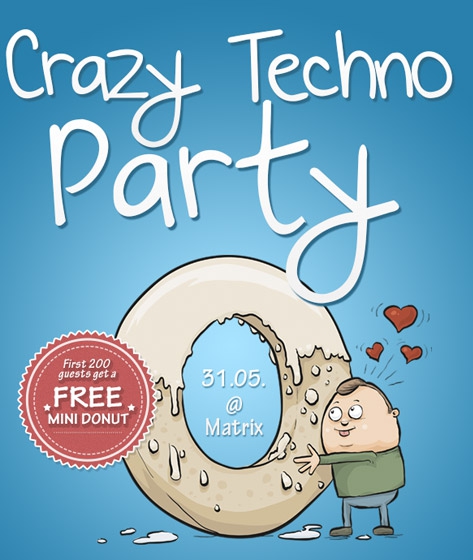 Crazy Techno
Party
31.05.
@
Matrix
First 200
guests get a
FREE
MINI DONUT